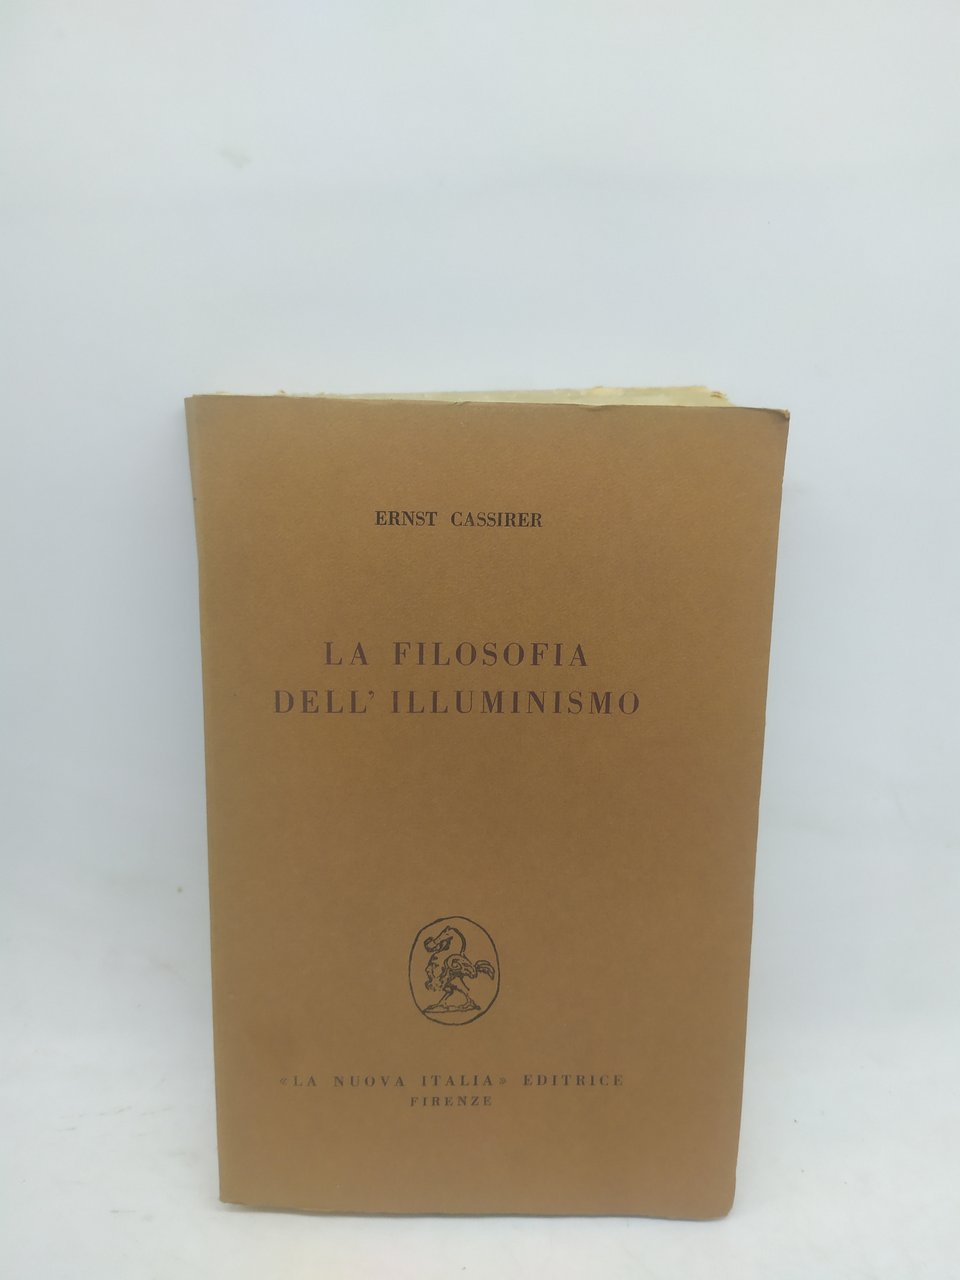 ERNST CASSIRER
LA FILOSOFIA
DELL' ILLUMINISMO
«LA NUOVA ITALIA» EDITRICE
FIRENZE